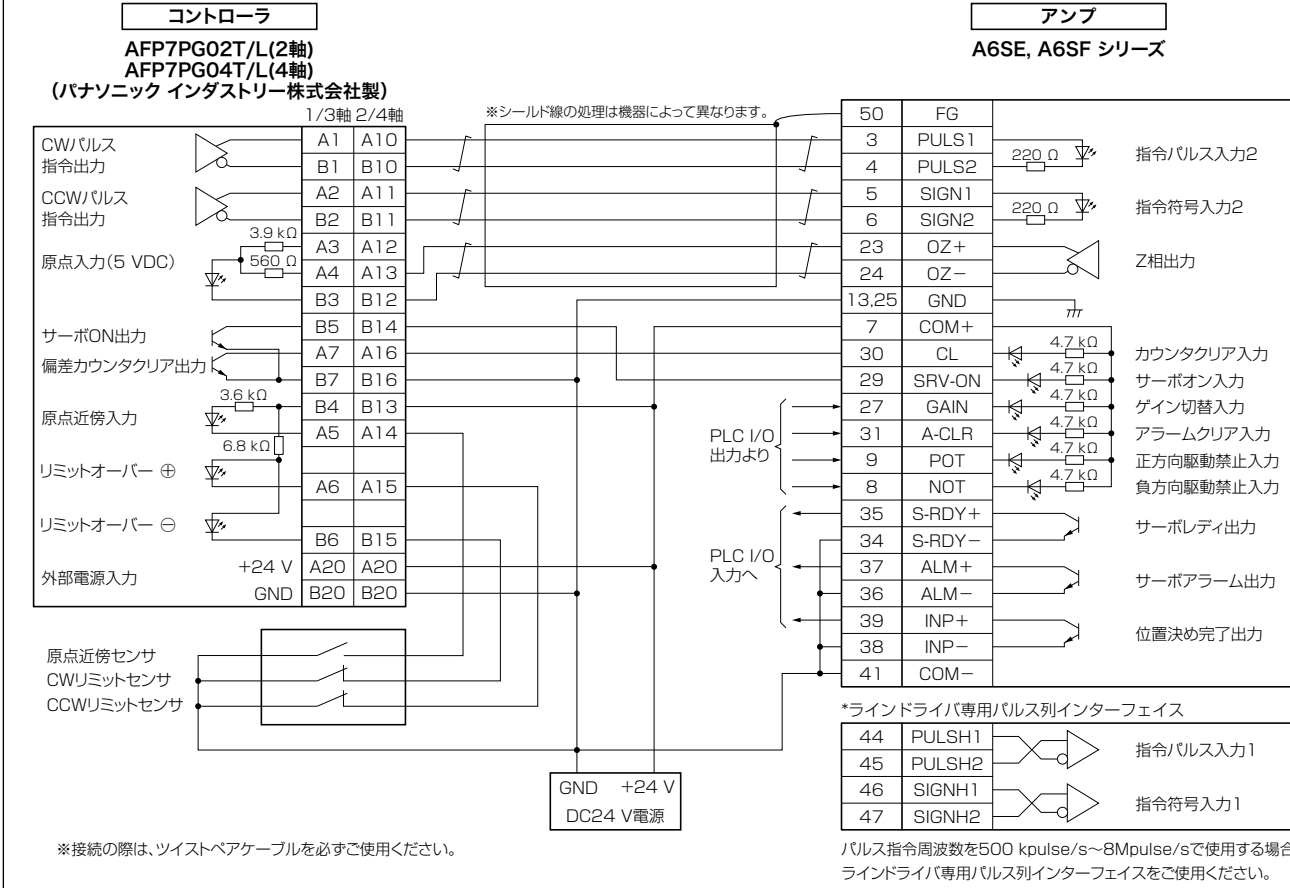 コントローラ
AFP7PG02T/L(2軸)
AFP7PG04T/L(4軸)
(パナソニック インダストリー株式会社製)
アンプ
A6SE, A6SF シリーズ
1/3軸 2/4軸
※シールド線の処理は機器によって異なります。
CWパルス
指令出力
CCWパルス
指令出力
3.9 kΩ
560 Ω
原点入力(5 VDC)
サーボON出力
偏差カウンタクリア出力
3.6 kΩ
原点近傍入力
6.8 kΩ
リミットオーバー ⊕
リミットオーバー ⊖
外部電源入力
+24 V
GND
A1 A10
B1 B10
A2 A11
B2 B11
A3 A12
A4 A13
B3 B12
B5 B14
A7 A16
B7 B16
B4 B13
A5 A14
A6 A15
B6 B15
A20 A20
B20 B20
原点近傍センサ
CWリミットセンサ
CCWリミットセンサ
GND +24 V
DC24 V電源
PLC I/O
出力より
PLC I/O
入力へ
50 FG
3 PULS1
4 PULS2
5 SIGN1
6 SIGN2
23 OZ+
24 OZ−
13,25 GND
7 COM+
30 CL
29 SRV-ON
27 GAIN
31 A-CLR
9 POT
8 NOT
35 S-RDY+
34 S-RDY−
37 ALM+
36 ALM−
39 INP+
38 INP−
41 COM−
220 Ω
指令パルス入力2
220 Ω
指令符号入力2
Z相出力
4.7 kΩ
カウンタクリア入力
4.7 kΩ
サーボオン入力
4.7 kΩ
ゲイン切替入力
4.7 kΩ
アラームクリア入力
4.7 kΩ
正方向駆動禁止入力
4.7 kΩ
負方向駆動禁止入力
サーボレディ出力
サーボアラーム出力
位置決め完了出力
*ラインドライバ専用パルス列インターフェイス
44 PULSH1
45 PULSH2
46 SIGNH1
47 SIGNH2
指令パルス入力1
指令符号入力1
※接続の際は、ツイストペアケーブルを必ずご使用ください。
パルス指令周波数を500 kpulse/s〜8Mpulse/sで使用する場合
ラインドライバ専用パルス列インターフェイスをご使用ください。